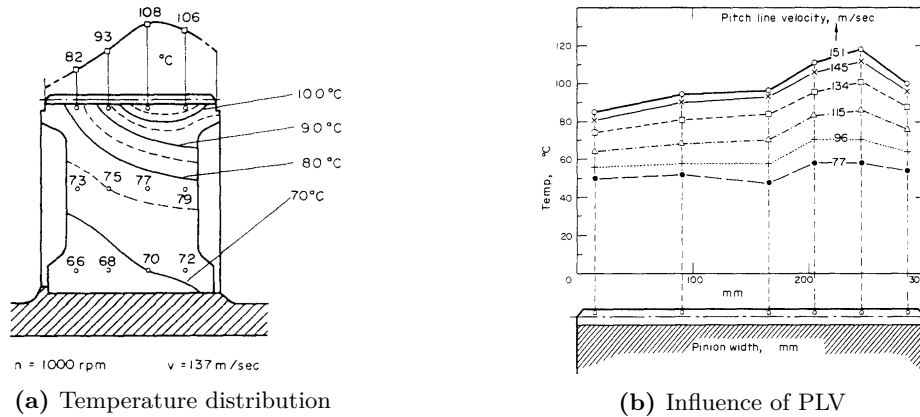 108
106
93
82
°C
100°C
90°C
80°C
73 75 77
79
70°C
66 68 70 72
n = 1000 rpm v = 137 m/sec
(a) Temperature distribution
Pitch line velocity, m/sec
120
151
145
100
134
80
115
°C
96
60
77
Temp,
40
20
0 100 200 30
mm
Pinion width, mm
(b) Influence of PLV